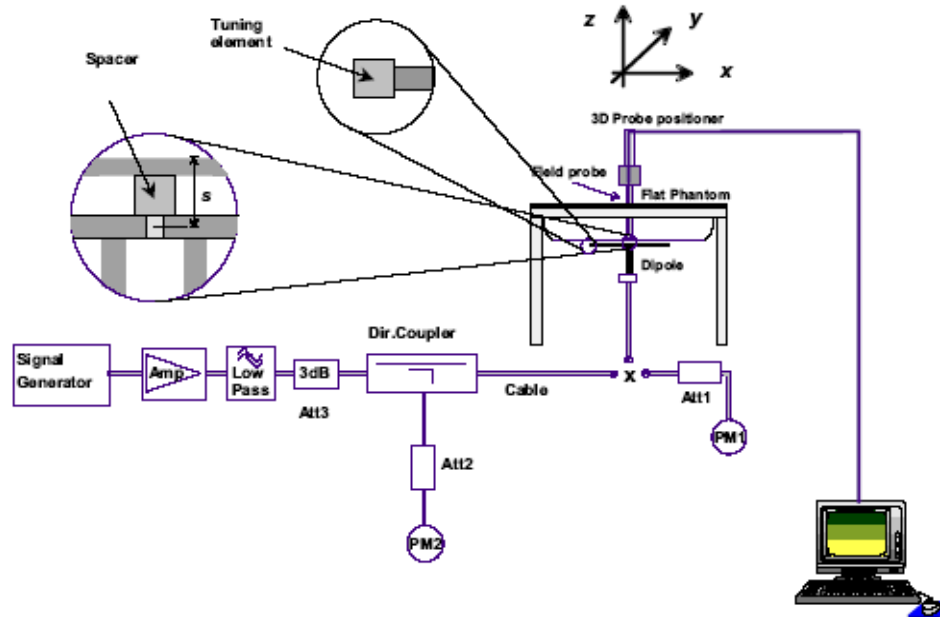 Tuning
element
z
y
x
Spacer
3D Probe positioner
s
Field probe
Flat Phantom
Dipole
Dir.Coupler
Signal
Generator
Amp
Low
Pass
3dB
Cable
x
Att3
Att1
PM1
Att2
PM2